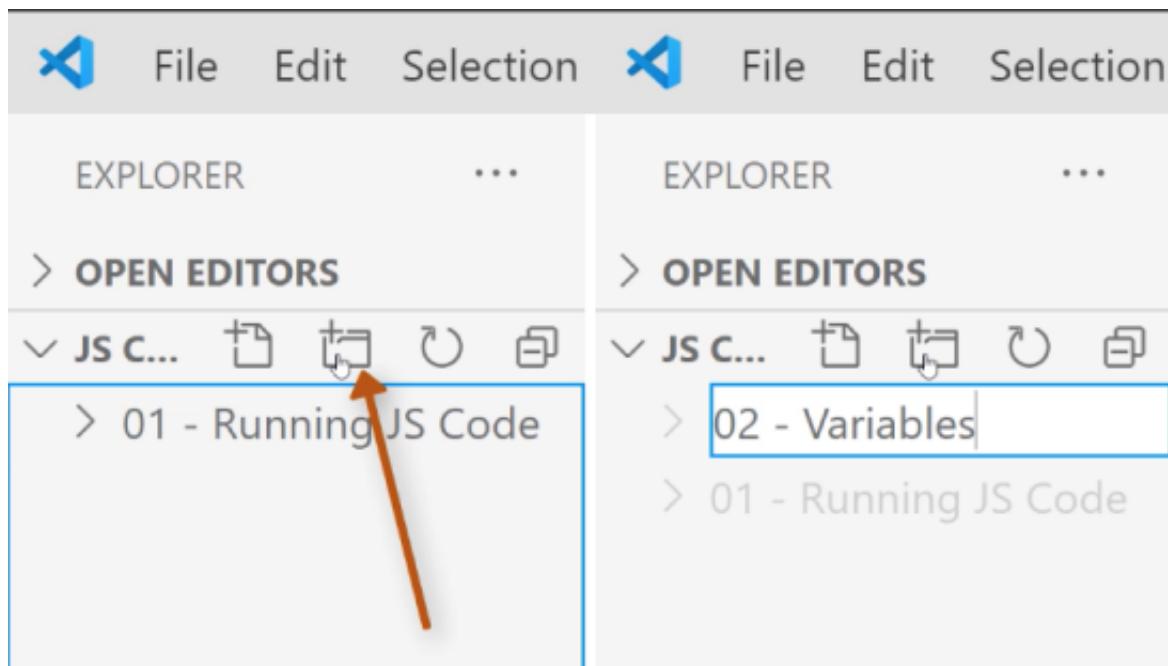 File Edit Selection
EXPLORER ...
OPEN EDITORS
JS C...
01 - Running JS Code
File Edit Selection
EXPLORER ...
OPEN EDITORS
JS C...
02 - Variables
01 - Running JS Code